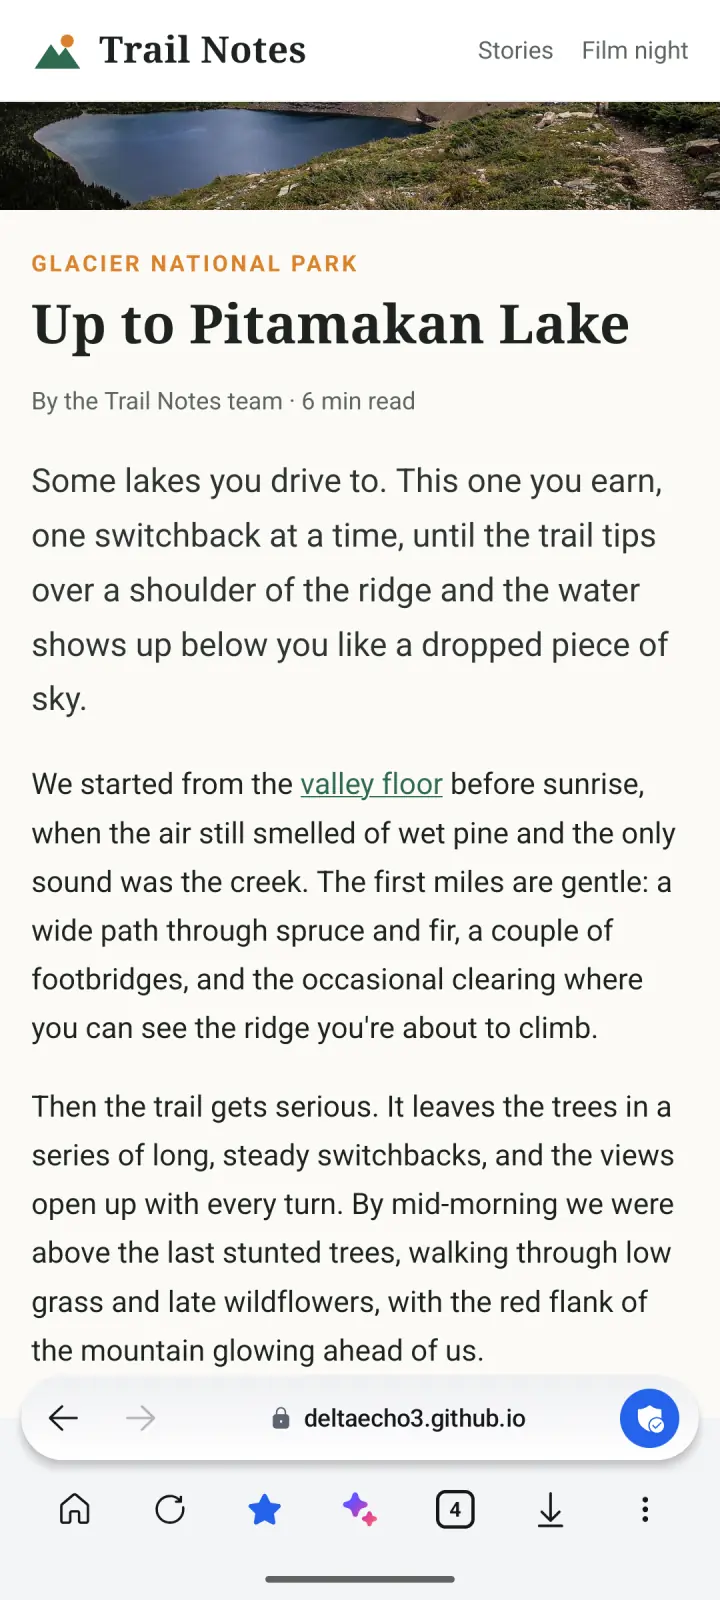 Trail Notes
Stories
Film night
GLACIER NATIONAL PARK
Up to Pitamakan Lake
By the Trail Notes team · 6 min read
Some lakes you drive to. This one you earn,
one switchback at a time, until the trail tips
over a shoulder of the ridge and the water
shows up below you like a dropped piece of
sky.
We started from the valley floor before sunrise,
when the air still smelled of wet pine and the only
sound was the creek. The first miles are gentle: a
wide path through spruce and fir, a couple of
footbridges, and the occasional clearing where
you can see the ridge you're about to climb.
Then the trail gets serious. It leaves the trees in a
series of long, steady switchbacks, and the views
open up with every turn. By mid-morning we were
above the last stunted trees, walking through low
grass and late wildflowers, with the red flank of
the mountain glowing ahead of us.
deltaecho3.github.io
4